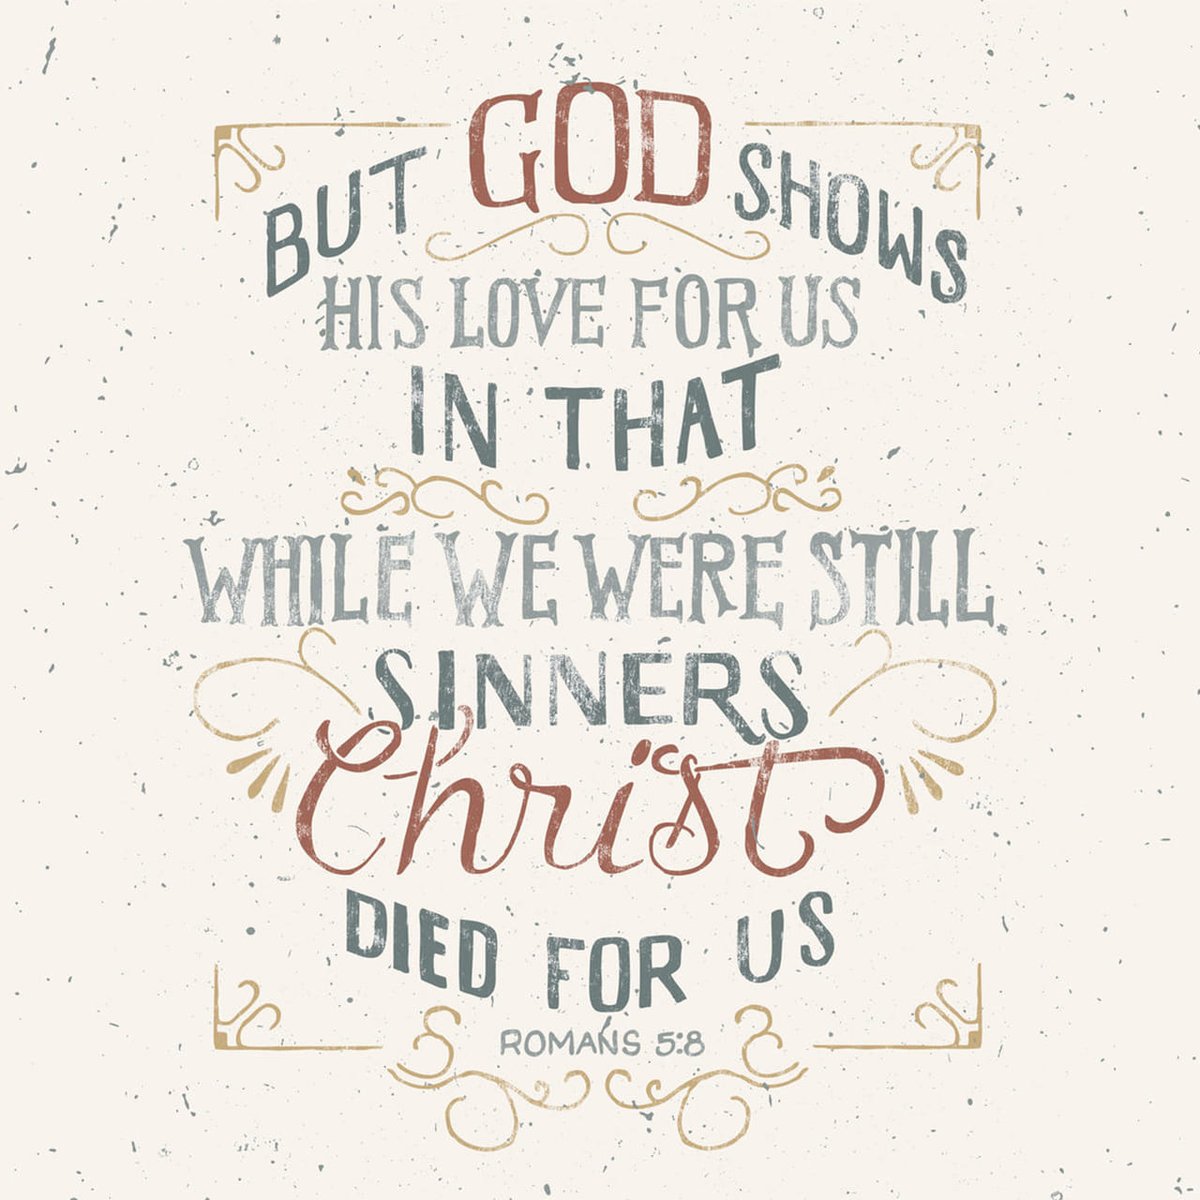 BUT GOD SHOWS
HIS LOVE FOR US
IN THAT
WHILE WE WERE STILL
SINNERS
Christ
DIED FOR US
ROMANS 5:8